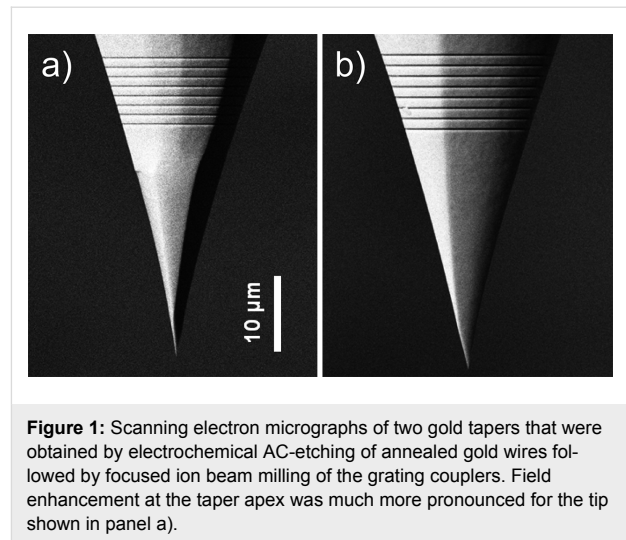 a)
b)
10 µm
Figure 1: Scanning electron micrographs of two gold tapers that were
obtained by electrochemical AC-etching of annealed gold wires fol-
lowed by focused ion beam milling of the grating couplers. Field
enhancement at the taper apex was much more pronounced for the tip
shown in panel a).